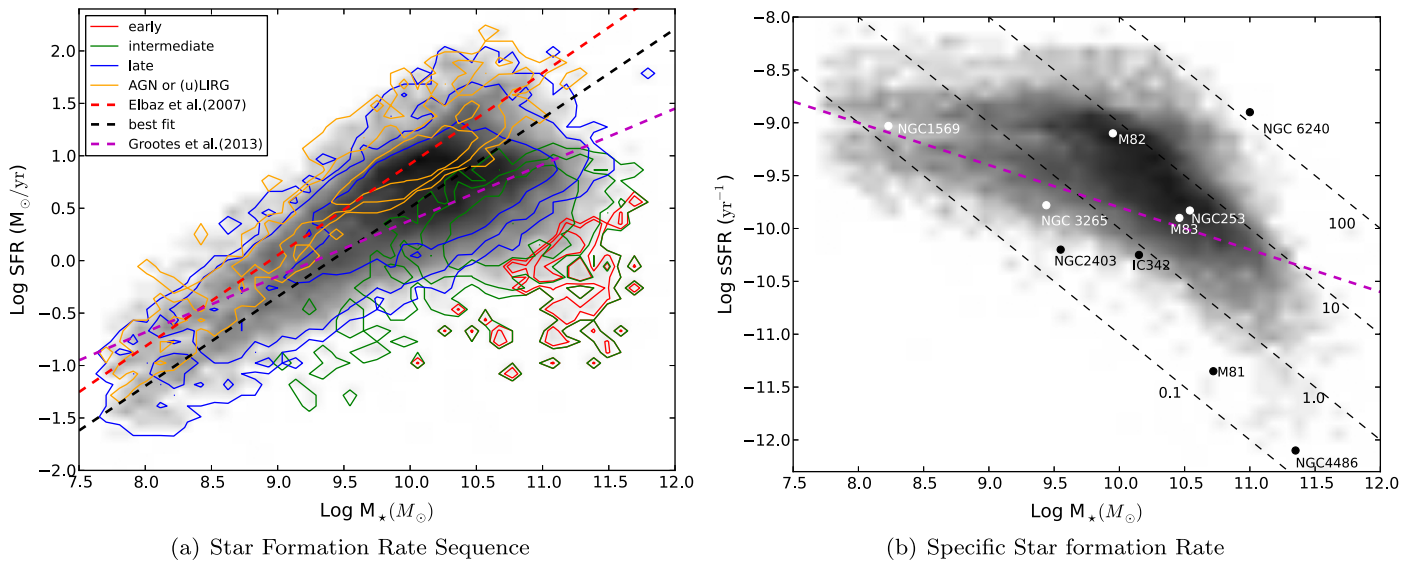 early
intermediate
late
AGN or (u)LIRG
Elbaz et al.(2007)
best fit
Grootes et al.(2013)
Log SFR (M⊙/yr)
2.0
1.5
1.0
0.5
0.0
−0.5
−1.0
−1.5
−2.0
7.5 8.0 8.5 9.0 9.5 10.0 10.5 11.0 11.5 12.0
Log M⋆(M⊙)
(a) Star Formation Rate Sequence
Log sSFR (yr−1)
−8.0
−8.5
−9.0
−9.5
−10.0
−10.5
−11.0
−11.5
−12.0
NGC1569
M82
NGC 6240
NGC 3265
NGC253
M83
100
NGC2403
IC342
10
M81
0.1
1.0
NGC4486
7.5 8.0 8.5 9.0 9.5 10.0 10.5 11.0 11.5 12.0
Log M⋆(M⊙)
(b) Specific Star formation Rate